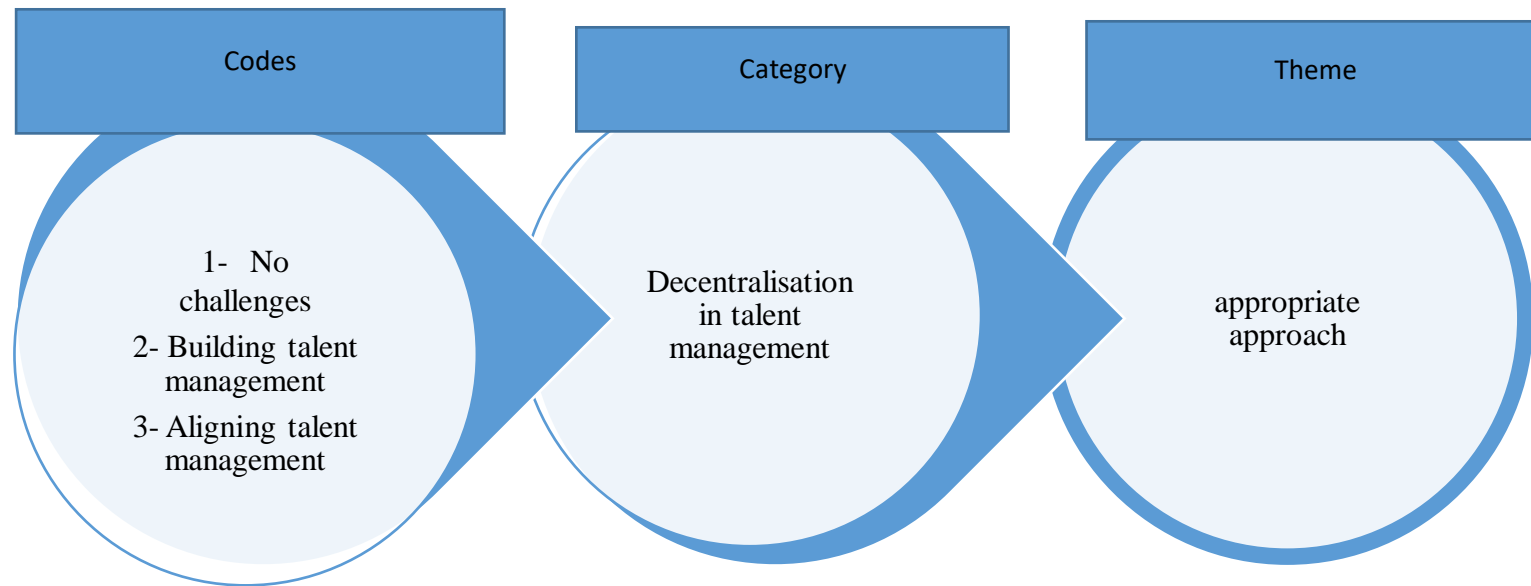 Codes
Category
Theme
1- No
challenges
2- Building talent
management
3- Aligning talent
management
Decentralisation
in talent
management
appropriate
approach